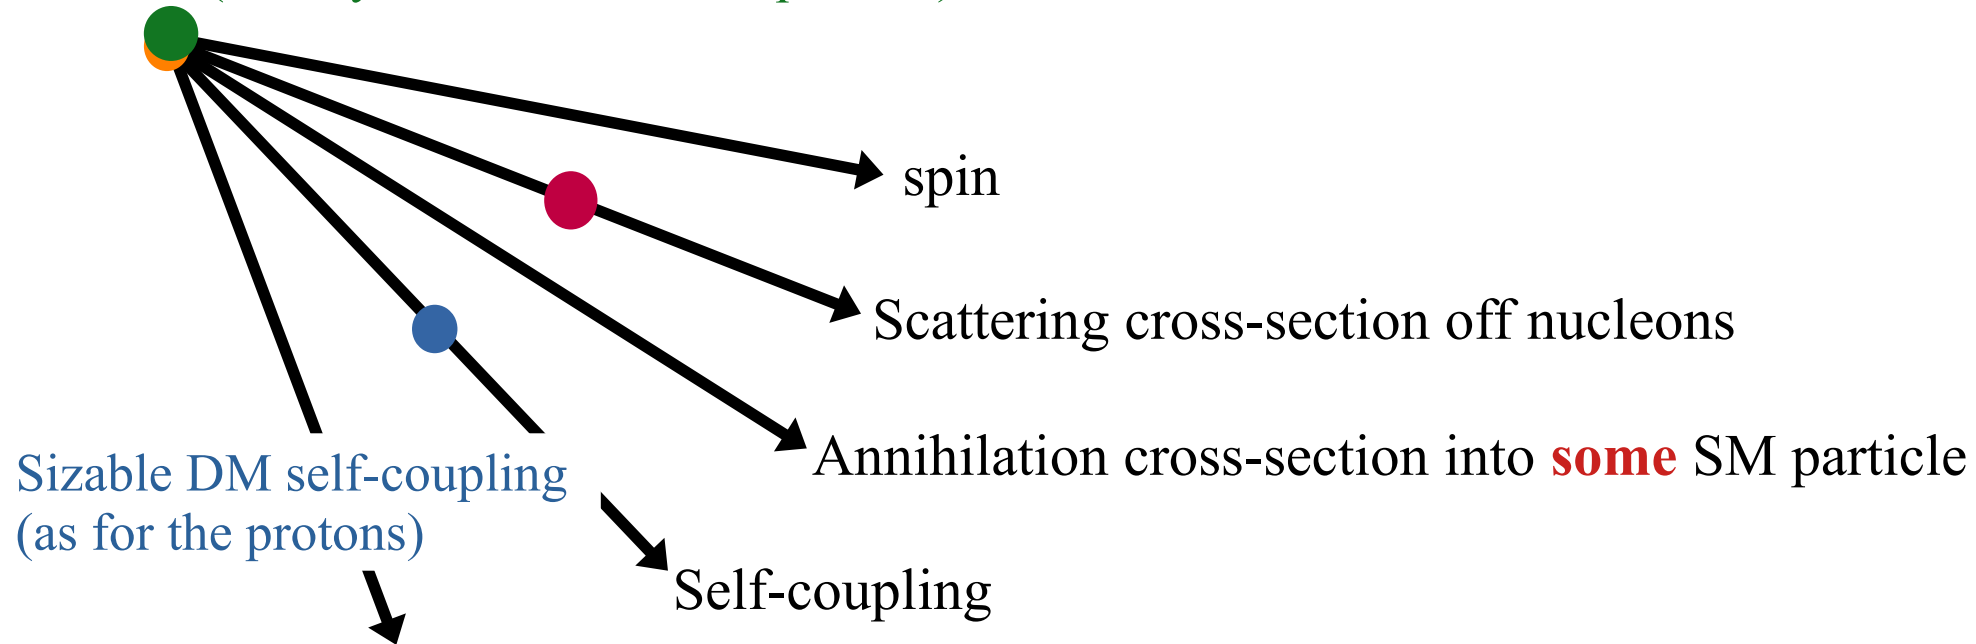 spin
Scattering cross-section off nucleons
Annihilation cross-section into some SM particle
Sizable DM self-coupling
(as for the protons)
Self-coupling